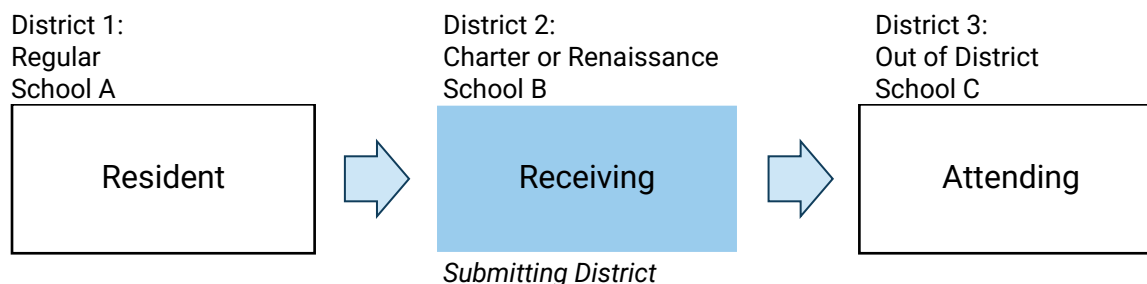 District 1:
Regular
School A
Resident
District 2:
Charter or Renaissance
School B
Receiving
Submitting District
District 3:
Out of District
School C
Attending